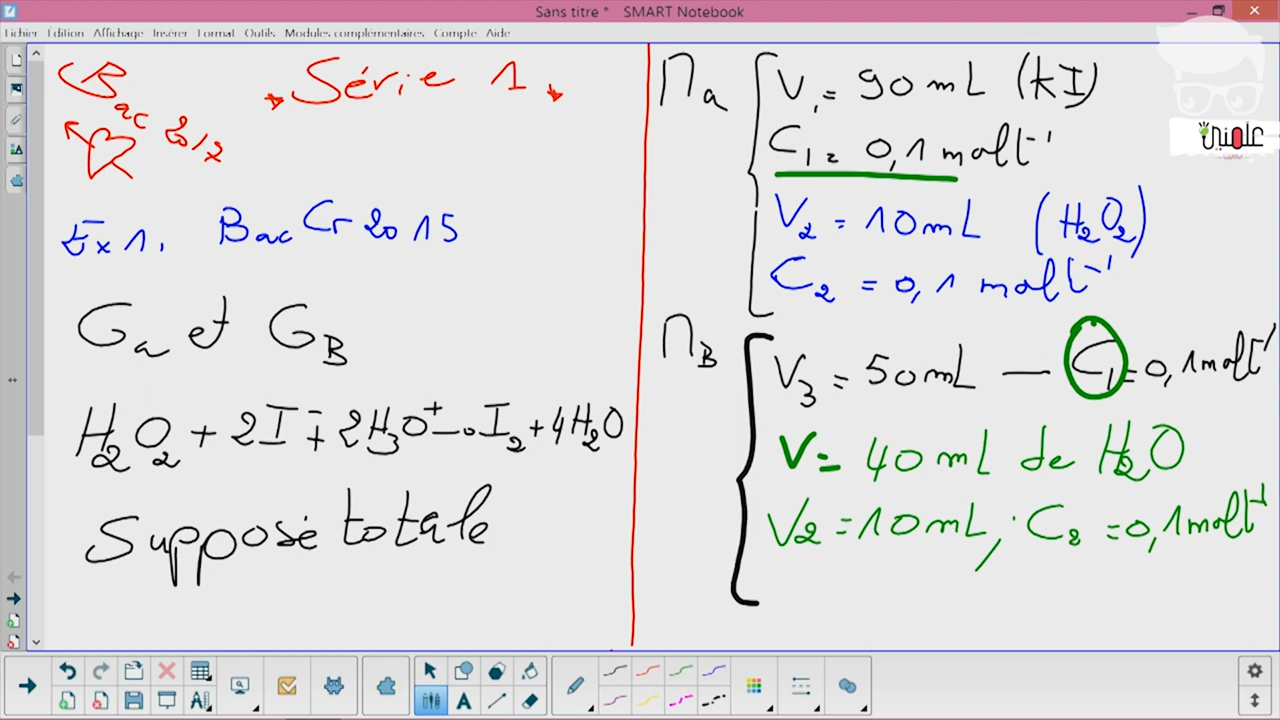 Sans titre * SMART Notebook
Fichier Édition Affichage Insérer Format Outils Modules complémentaires Compte Aide
Bac 2012
Série 1
Ex 1. Bac Cr 2015
Ga et GB
H2O2 + 2I- + 2H3O+ → I2 + 4H2O
Supposé totale
Ma
V1 = 90 mL (kI)
C1 = 0,1 mol L-1
V2 = 10 mL (H2O2)
C2 = 0,1 mol L-1
MB
V3 = 50 mL — C1 = 0,1 mol L-1
V = 40 mL de H2O
V2 = 10 mL ; C2 = 0,1 mol L-1
علمني